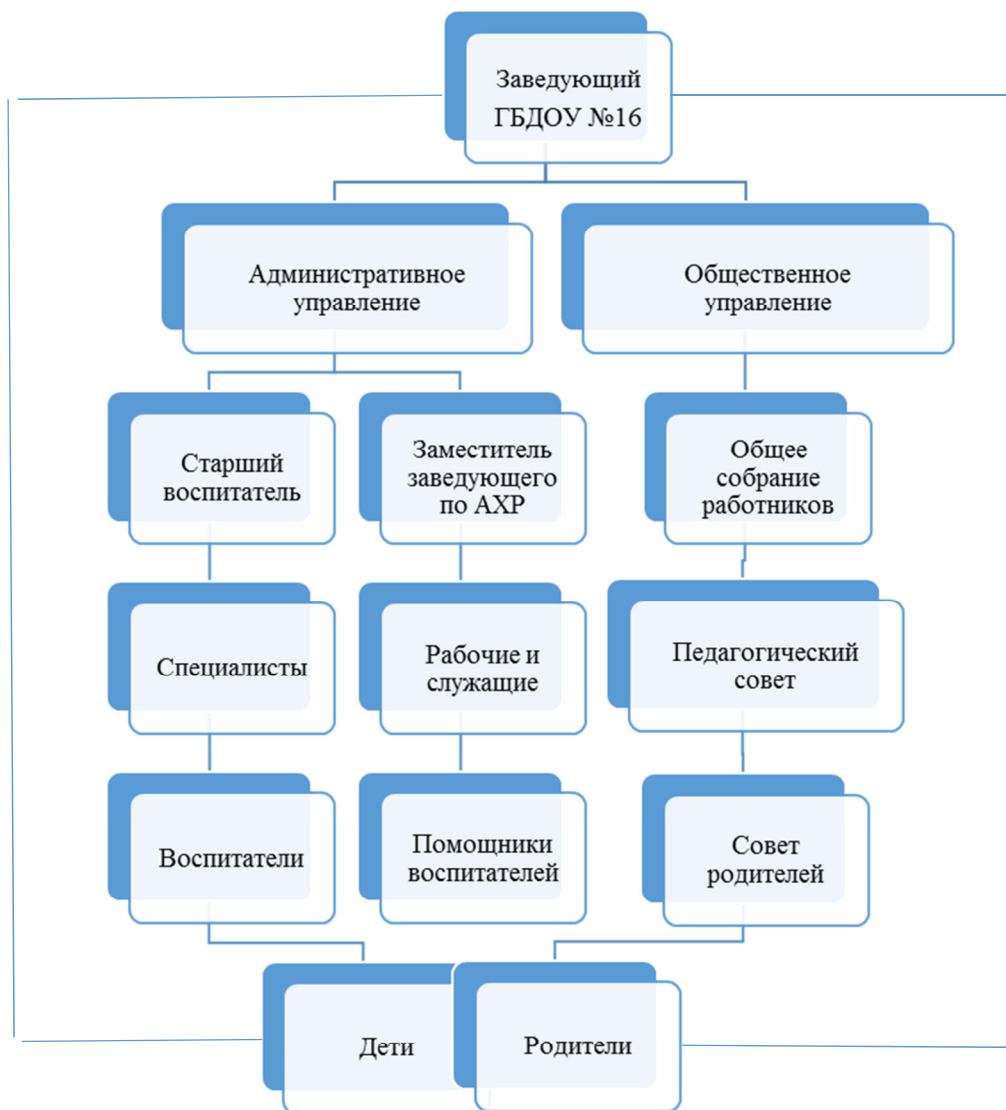 Заведующий
ГБДОУ №16
Административное
управление
Общественное
управление
Старший
воспитатель
Заместитель
заведующего
по АХР
Общее
собрание
работников
Специалисты
Рабочие и
служащие
Педагогический
совет
Воспитатели
Помощники
воспитателей
Совет
родителей
Дети
Родители